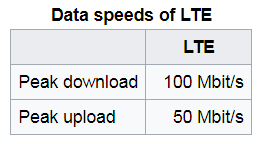 Data speeds of LTE
LTE
Peak download 100 Mbit/s
Peak upload 50 Mbit/s